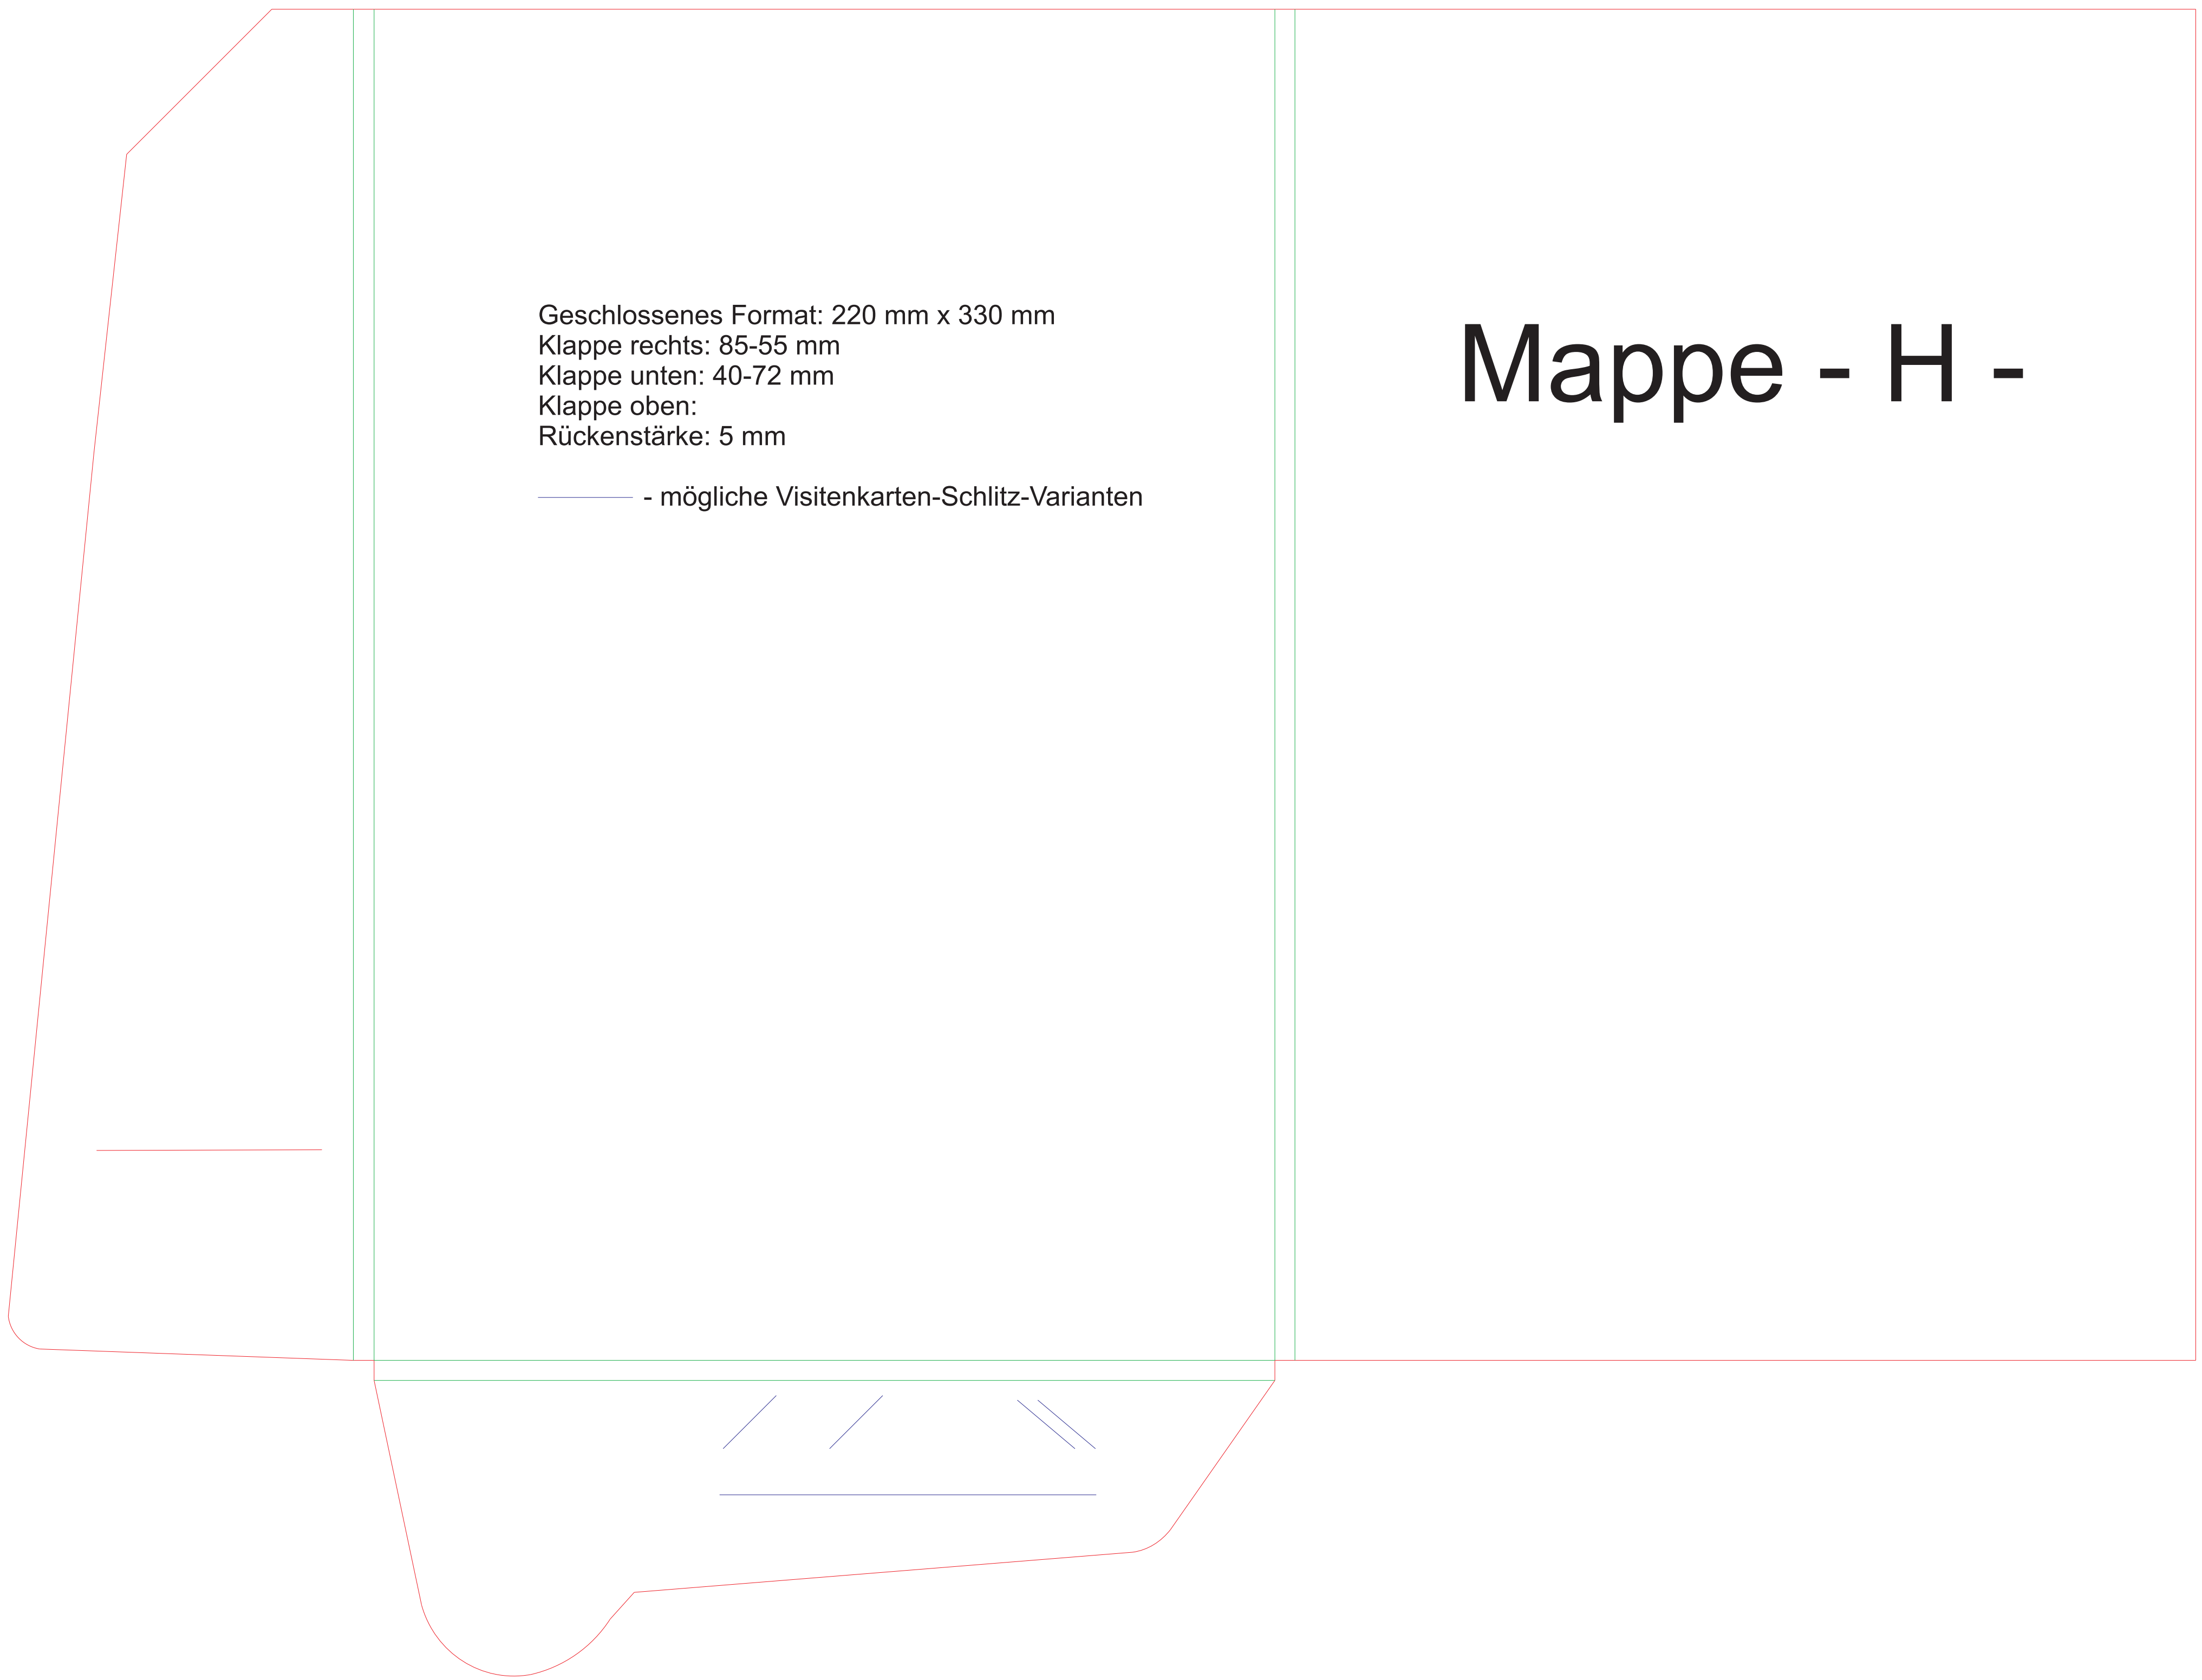 Geschlossenes Format: 220 mm x 330 mm
Klappe rechts: 85-55 mm
Klappe unten: 40-72 mm
Klappe oben:
Rückenstärke: 5 mm
- mögliche Visitenkarten-Schlitz-Varianten
Mappe - H -